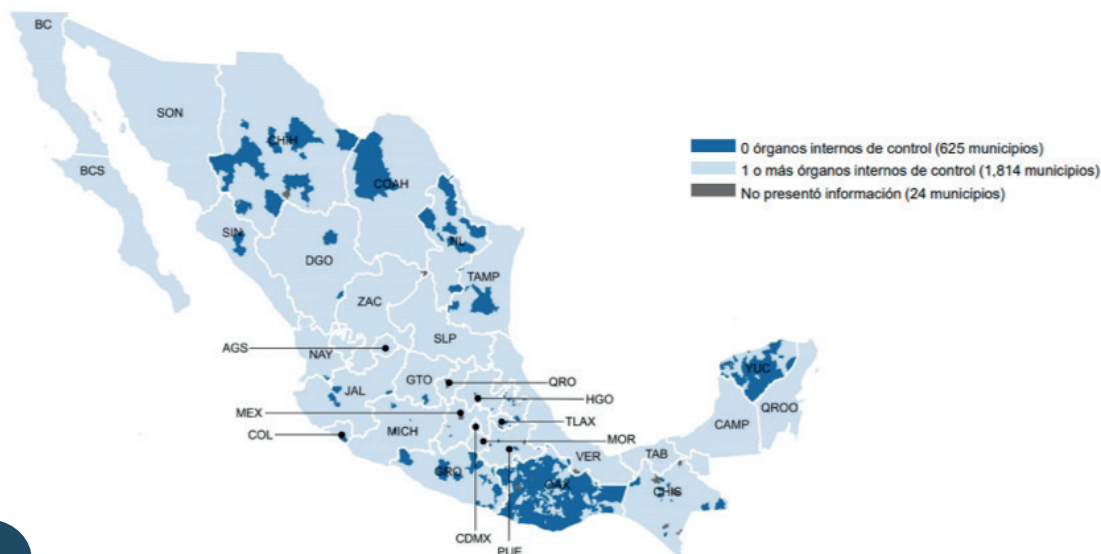 BC
SON
BCS
CHIH
COAH
0 órganos internos de control (625 municipios)
1 o más órganos internos de control (1,814 municipios)
No presentó información (24 municipios)
SIN
NL
DGO
TAMP
ZAC
SLP
AGS
NAY
YUC
JAL
GTO
QRO
QROO
HGO
MEX
TLAX
CAMP
COL
MICH
MOR
VER
TAB
GRO
OAX
CHIS
CDMX
PUE